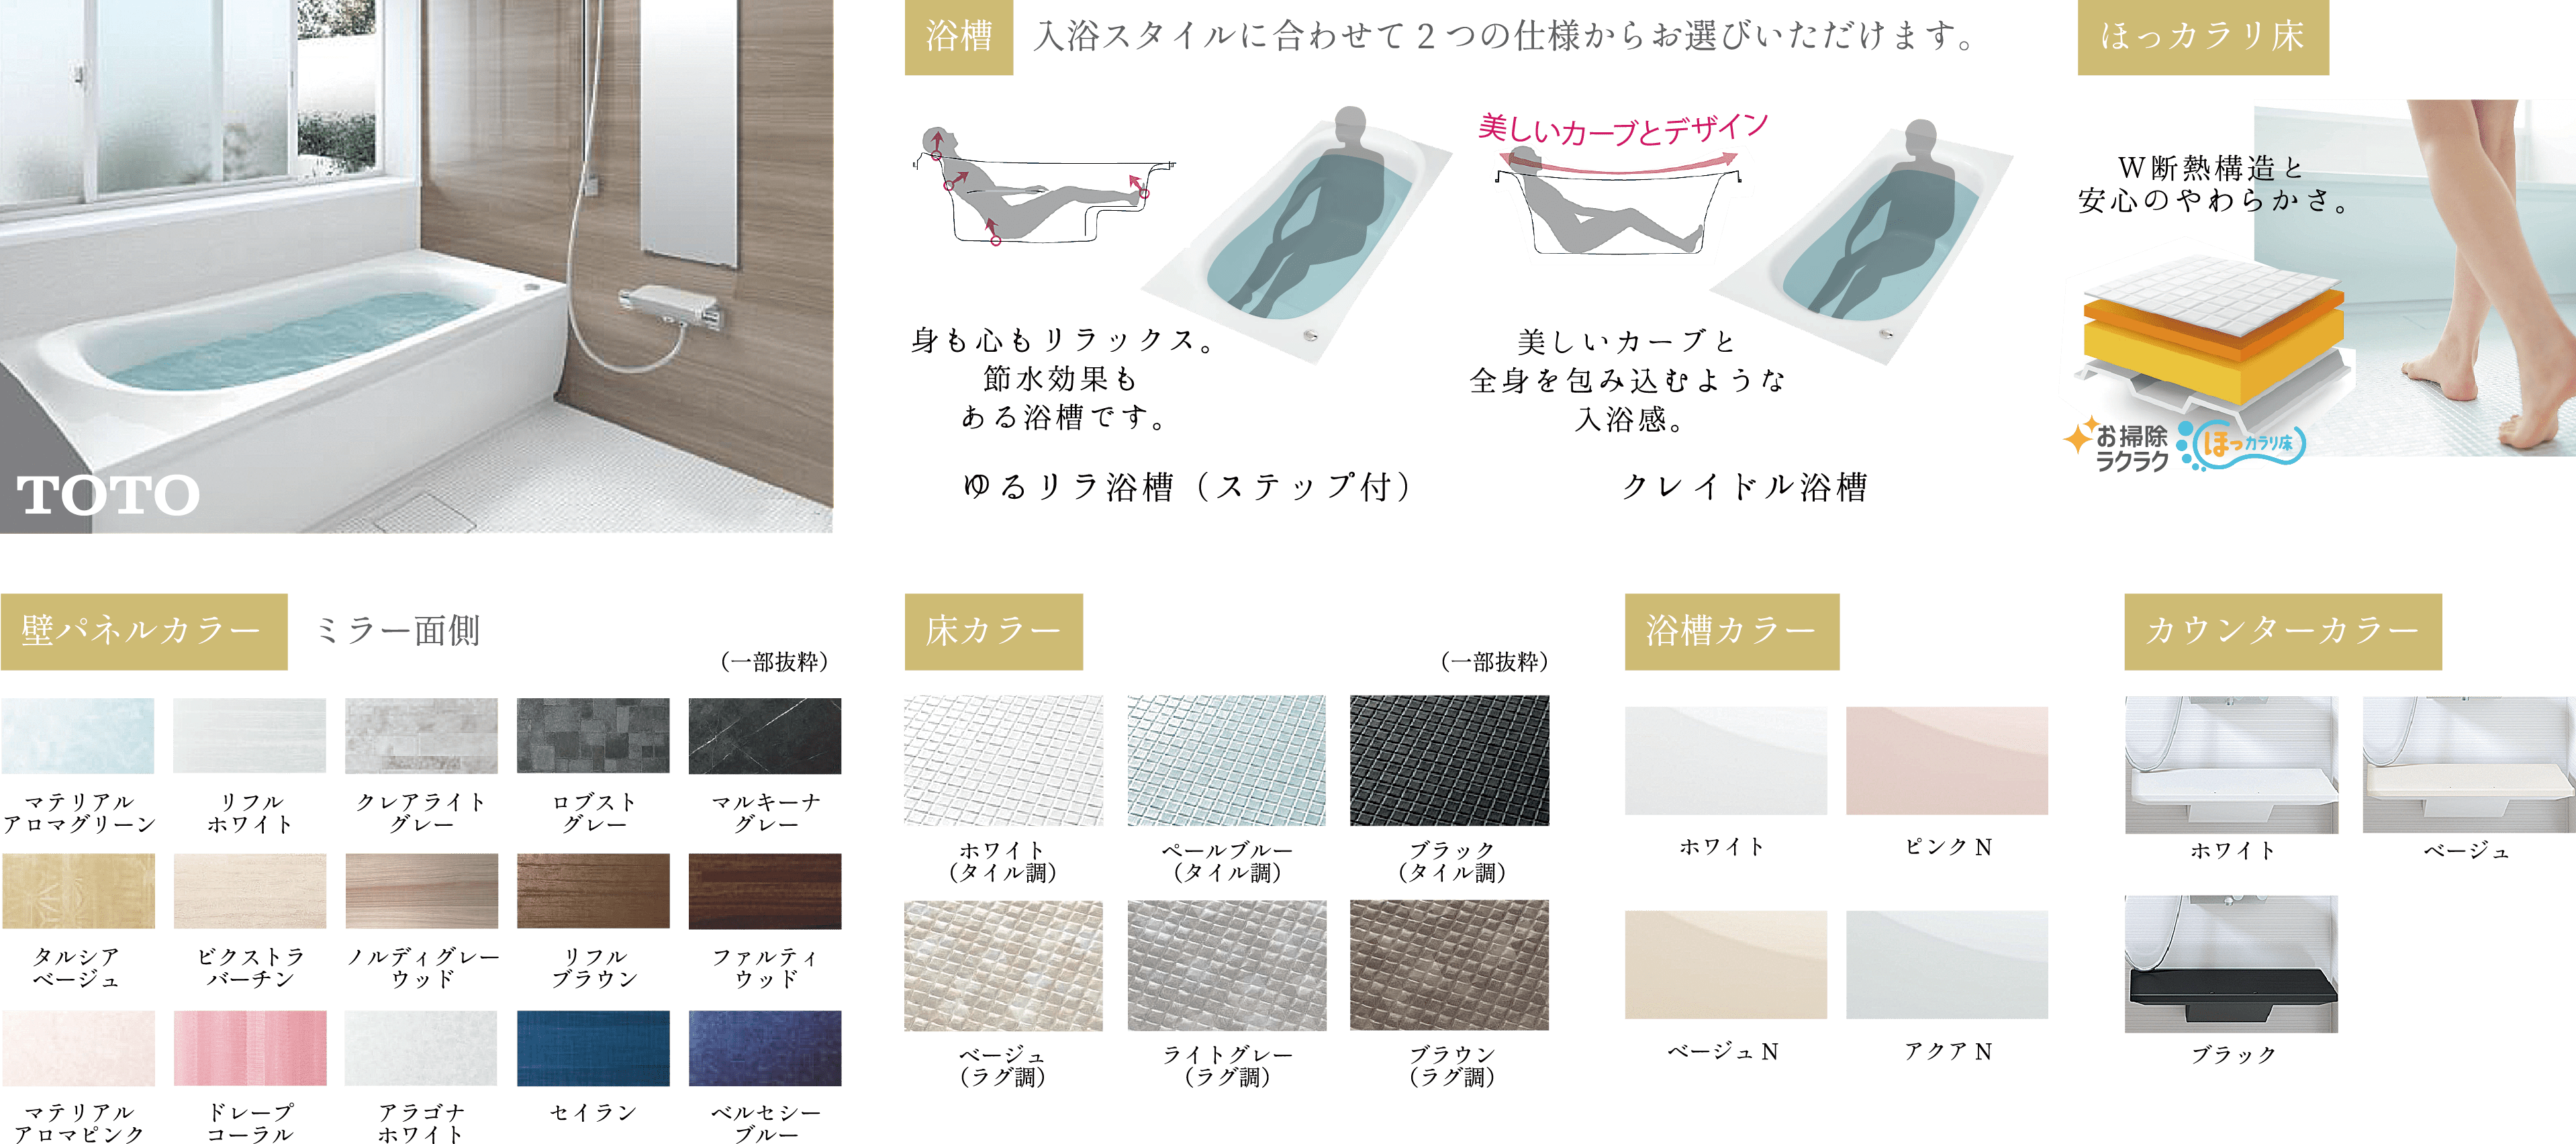 TOTO
浴槽
入浴スタイルに合わせて2つの仕様からお選びいただけます。
身も心もリラックス。
節水効果も
ある浴槽です。
ゆるリラ浴槽（ステップ付）
美しいカーブとデザイン
美しいカーブと
全身を包み込むような
入浴感。
クレイドル浴槽
ほっカラリ床
W断熱構造と
安心のやわらかさ。
お掃除
ラクラク
ほっカラリ床
壁パネルカラー
ミラー面側
（一部抜粋）
マテリアル
アロマグリーン
リフル
ホワイト
クレアライト
グレー
ロブスト
グレー
マルキーナ
グレー
タルシア
ベージュ
ビクストラ
バーチン
ノルディグレー
ウッド
リフル
ブラウン
ファルティ
ウッド
マテリアル
アロマピンク
ドレープ
コーラル
アラゴナ
ホワイト
セイラン
ベルセシー
ブルー
床カラー
（一部抜粋）
ホワイト
（タイル調）
ペールブルー
（タイル調）
ブラック
（タイル調）
ベージュ
（ラグ調）
ライトグレー
（ラグ調）
ブラウン
（ラグ調）
浴槽カラー
ホワイト
ピンクN
ベージュN
アクアN
カウンターカラー
ホワイト
ベージュ
ブラック